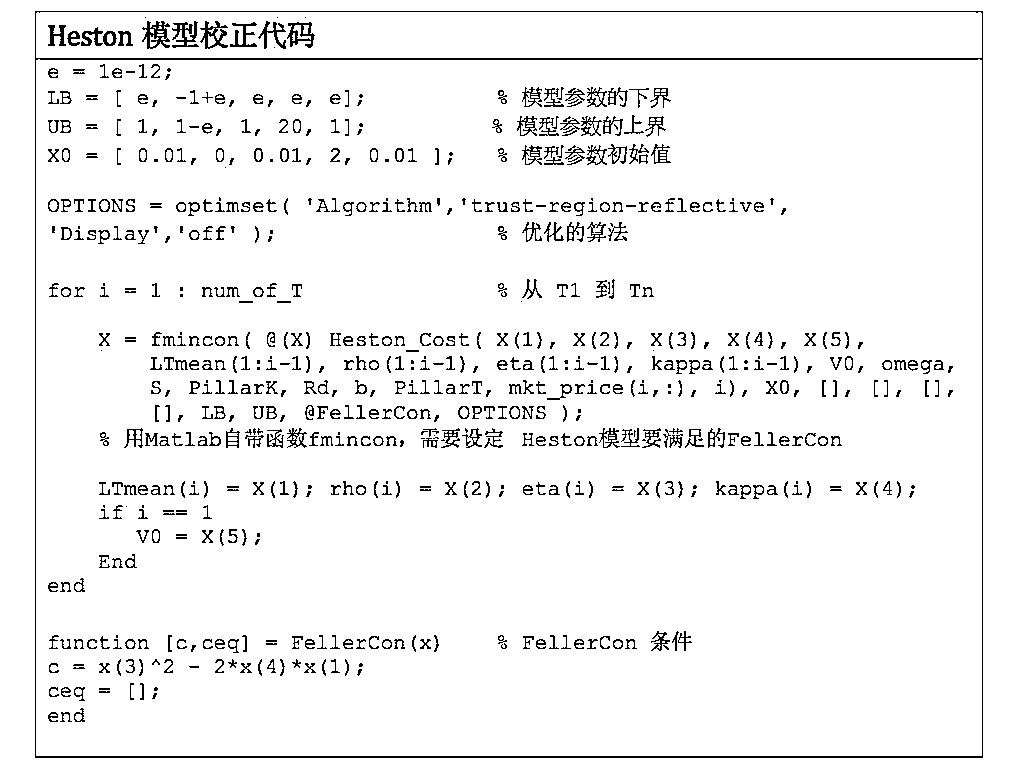 Heston 模型校正代码
e = 1e-12;
LB = [ e, -1+e, e, e, e]; % 模型参数的下界
UB = [ 1, 1-e, 1, 20, 1]; % 模型参数的上界
X0 = [ 0.01, 0, 0.01, 2, 0.01 ]; % 模型参数初始值
OPTIONS = optimset( 'Algorithm','trust-region-reflective',
'Display','off' ); % 优化的算法
for i = 1 : num_of_T % 从 T1 到 Tn
X = fmincon( @(X) Heston_Cost( X(1), X(2), X(3), X(4), X(5),
LTmean(1:i-1), rho(1:i-1), eta(1:i-1), kappa(1:i-1), V0, omega,
S, PillarK, Rd, b, PillarT, mkt_price(i,:), i), X0, [], [], [],
[], LB, UB, @FellerCon, OPTIONS );
% 用Matlab自带函数fmincon，需要设定 Heston模型要满足的FellerCon
LTmean(i) = X(1); rho(i) = X(2); eta(i) = X(3); kappa(i) = X(4);
if i == 1
V0 = X(5);
End
end
function [c,ceq] = FellerCon(x) % FellerCon 条件
c = x(3)^2 - 2*x(4)*x(1);
ceq = [];
end